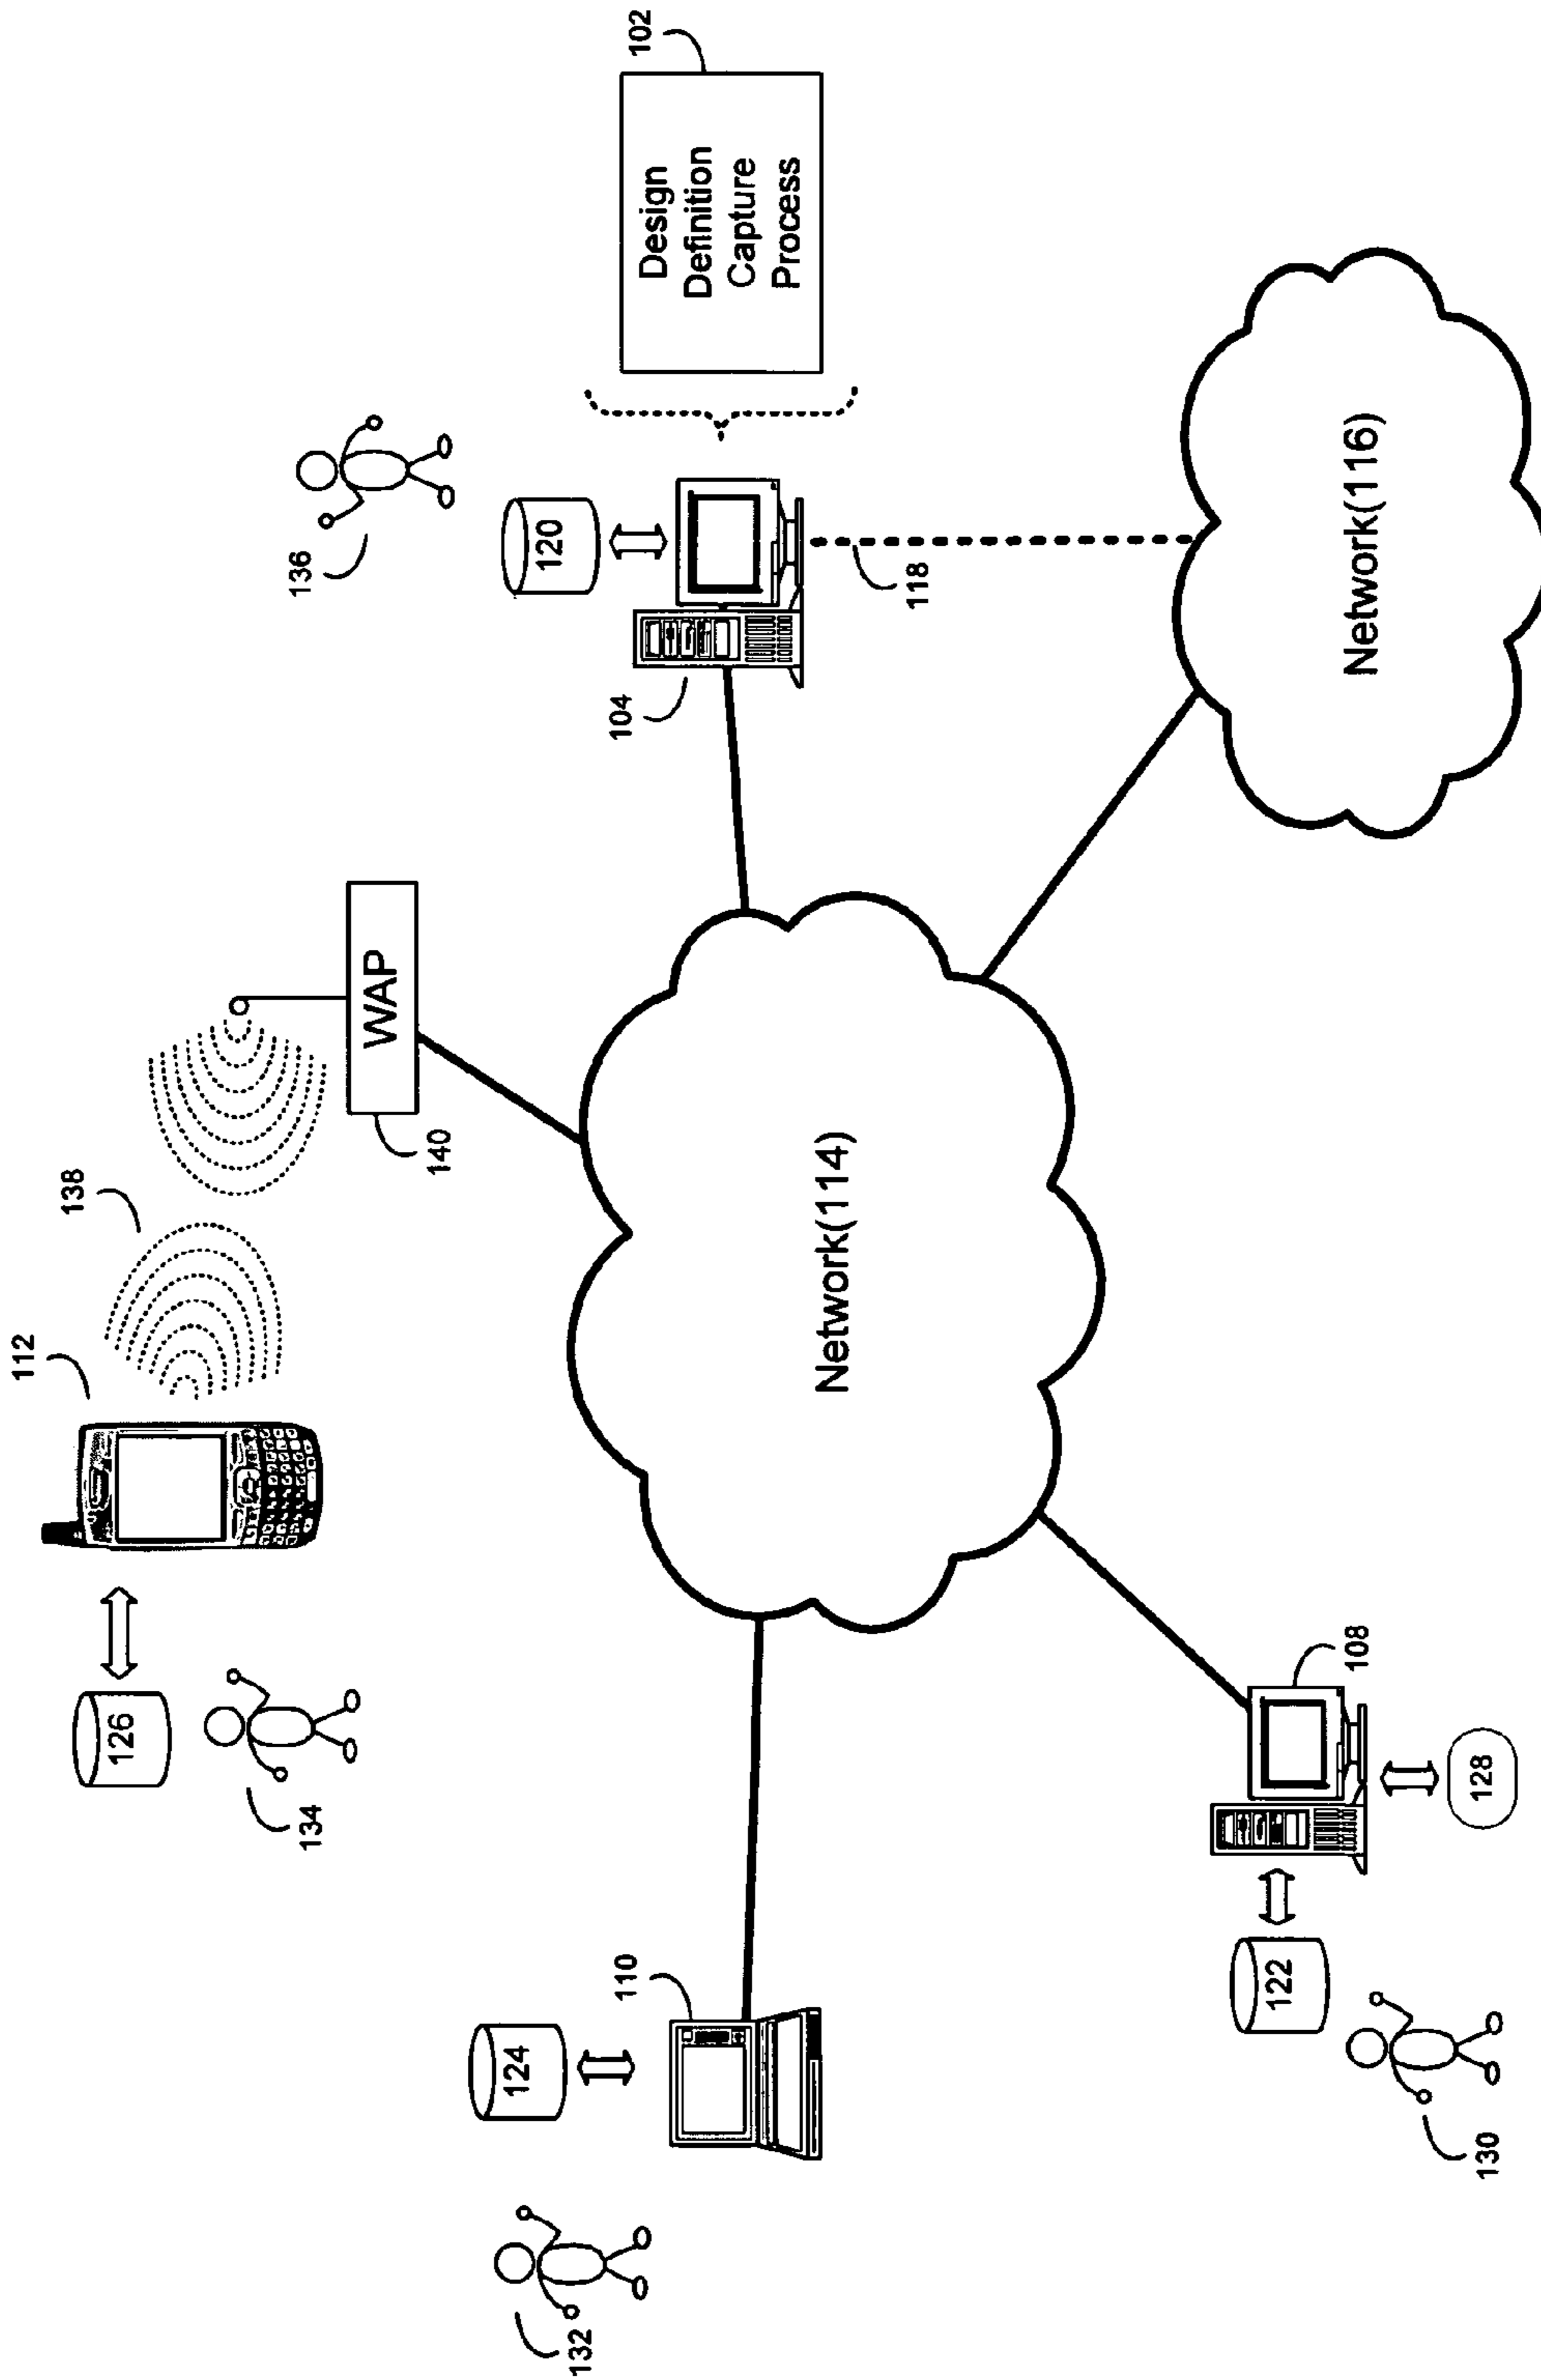 112
138
126
134
WAP
140
136
120
104
102
Design
Definition
Capture
Process
124
110
132
Network(114)
118
108
122
128
130
Network(116)